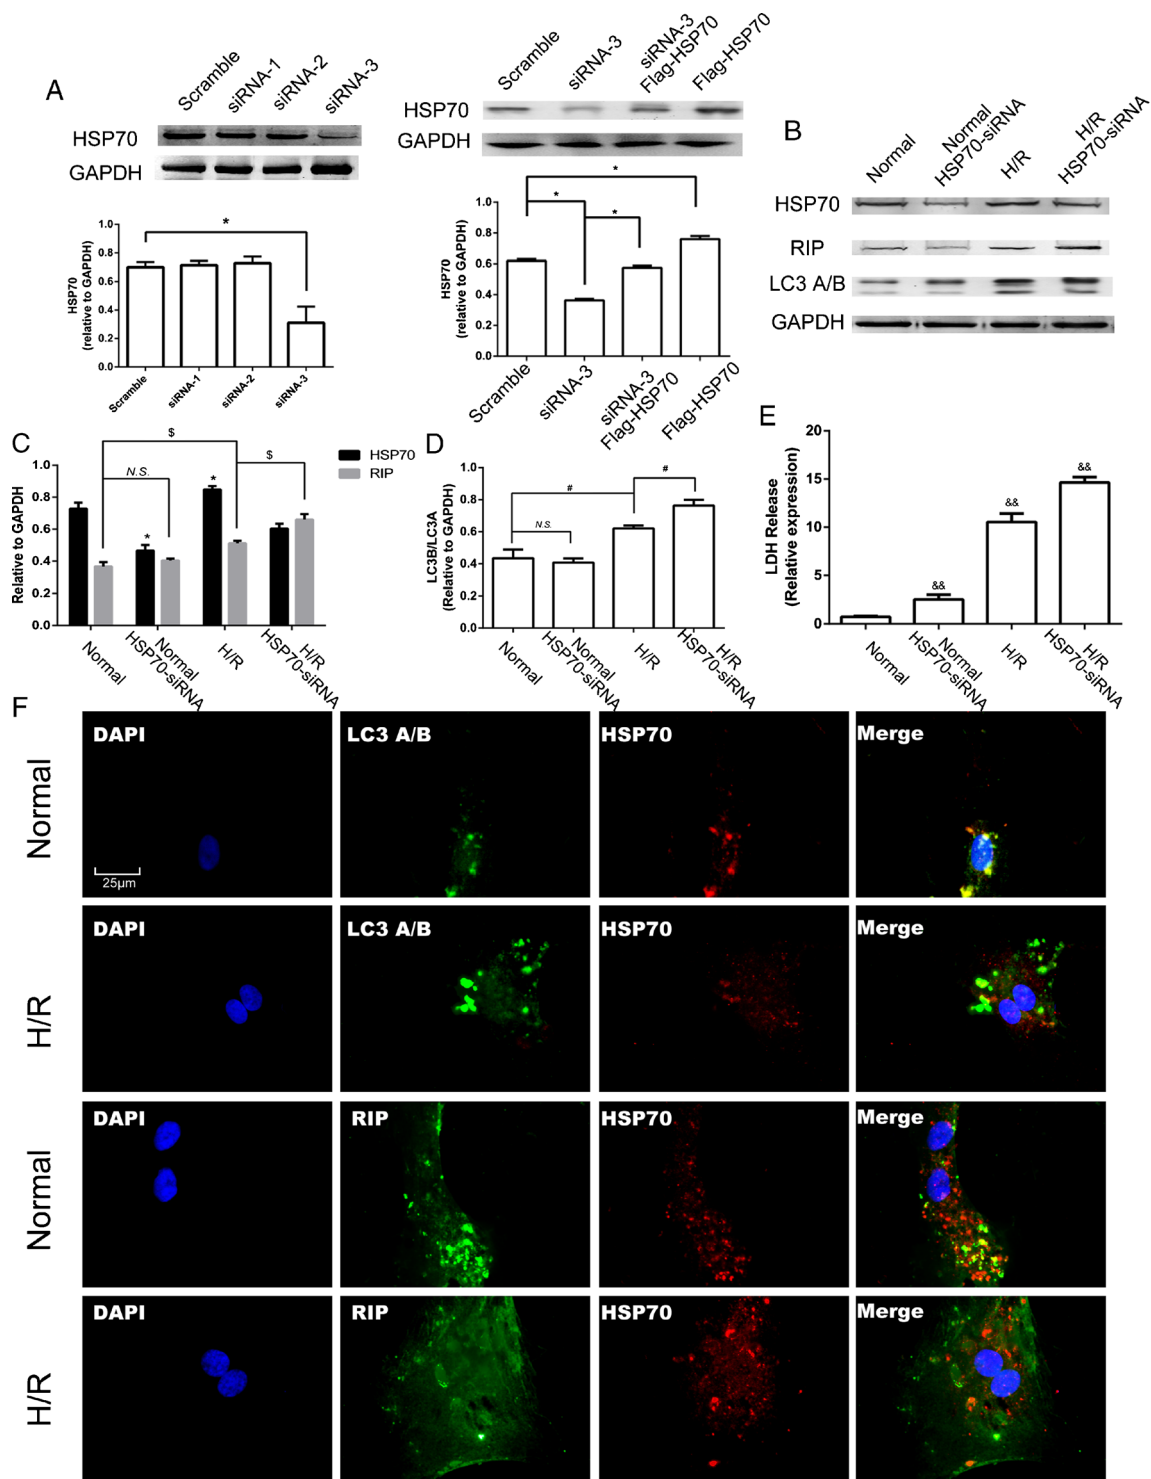 A
Scramble
siRNA-1
siRNA-2
siRNA-3
HSP70
GAPDH
HSP70
(relative to GAPDH)
1.0
0.8
0.6
0.4
0.2
0.0
*
Scramble
siRNA-1
siRNA-2
siRNA-3
Scramble
siRNA-3
siRNA-3
Flag-HSP70
Flag-HSP70
HSP70
GAPDH
HSP70
(relative to GAPDH)
1.0
0.8
0.6
0.4
0.2
0.0
*
*
*
Scramble
siRNA-3
siRNA-3
Flag-HSP70
Flag-HSP70
B
Normal
Normal
HSP70-siRNA
H/R
H/R
HSP70-siRNA
HSP70
RIP
LC3 A/B
GAPDH
C
Relative to GAPDH
1.0
0.8
0.6
0.4
0.2
0.0
$
N.S.
*
*
$
HSP70
RIP
Normal
Normal
HSP70-siRNA
H/R
H/R
HSP70-siRNA
D
LC3B/LC3A
(Relative to GAPDH)
1.0
0.8
0.6
0.4
0.2
0.0
#
#
N.S.
Normal
Normal
HSP70-siRNA
H/R
H/R
HSP70-siRNA
E
LDH Release
(Relative expression)
20
15
10
5
0
&&
&&
&&
Normal
Normal
HSP70-siRNA
H/R
H/R
HSP70-siRNA
F
Normal
DAPI
25μm
LC3 A/B
HSP70
Merge
H/R
DAPI
LC3 A/B
HSP70
Merge
Normal
DAPI
RIP
HSP70
Merge
H/R
DAPI
RIP
HSP70
Merge